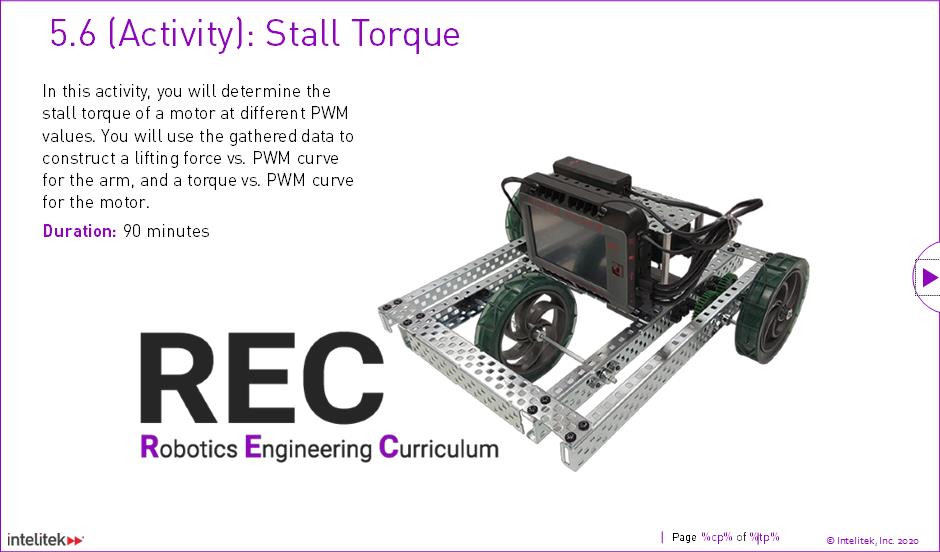 5.6 (Activity): Stall Torque
In this activity, you will determine the
stall torque of a motor at different PWM
values. You will use the gathered data to
construct a lifting force vs. PWM curve
for the arm, and a torque vs. PWM curve
for the motor.
Duration: 90 minutes
REC
Robotics Engineering Curriculum
intelitek
Page %cp% of %tp%
© Intelitek, Inc. 2020